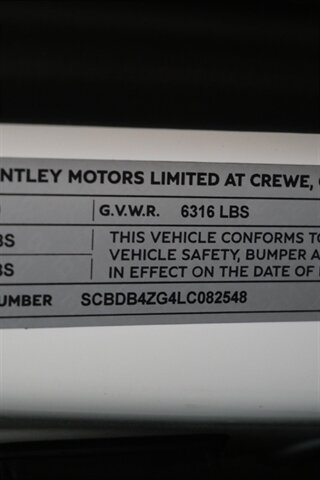 NTLEY MOTORS LIMITED AT CREWE,
G.V.W.R. 6316 LBS
BS THIS VEHICLE CONFORMS TO
VEHICLE SAFETY, BUMPER A
BS IN EFFECT ON THE DATE OF
UMBER SCBDB4ZG4LC082548